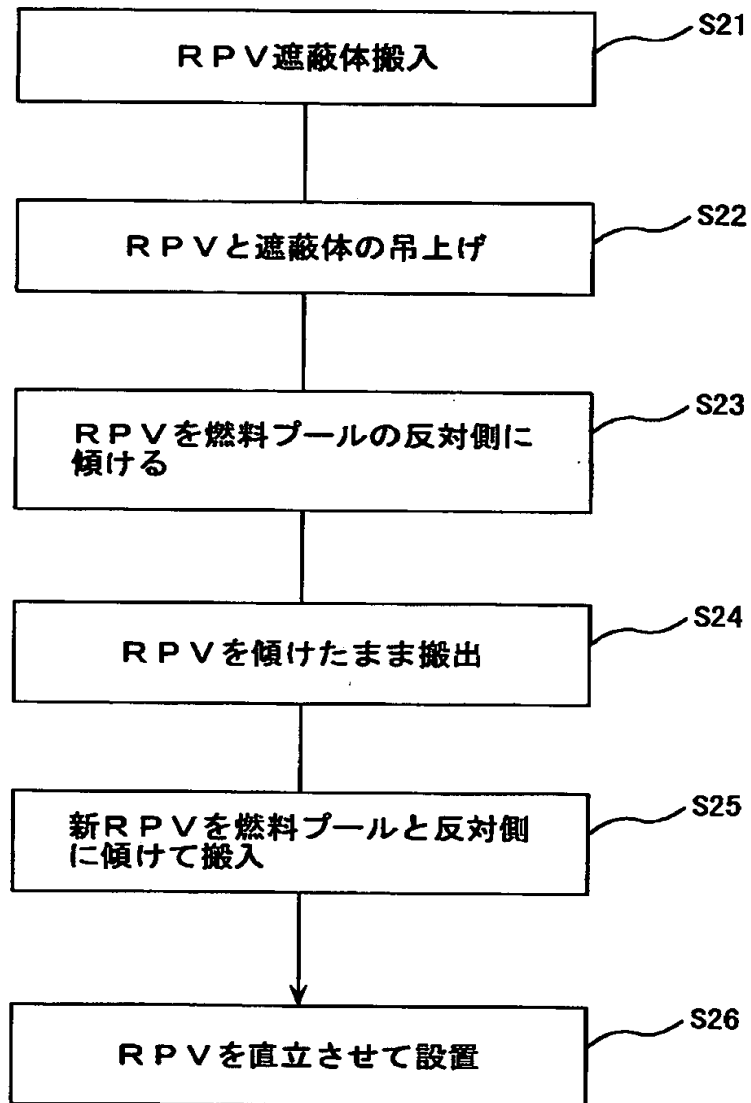 RPV遮蔽体搬入
S21
RPVと遮蔽体の吊上げ
S22
RPVを燃料プールの反対側に
傾ける
S23
RPVを傾けたまま搬出
S24
新RPVを燃料プールと反対側
に傾けて搬入
S25
RPVを直立させて設置
S26